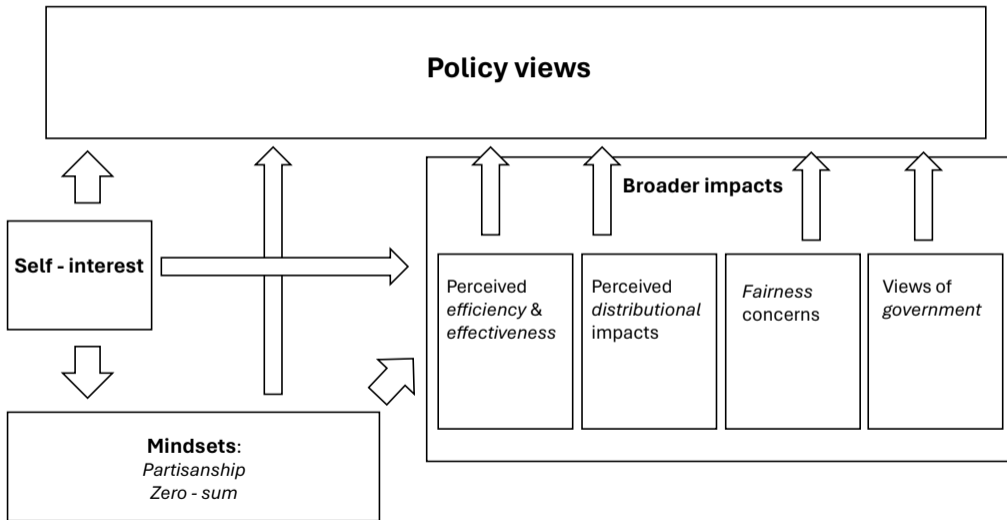 Policy views
Broader impacts
Self - interest
Perceived
efficiency &
effectiveness
Perceived
distributional
impacts
Fairness
concerns
Views of
government
Mindsets:
Partisanship
Zero - sum